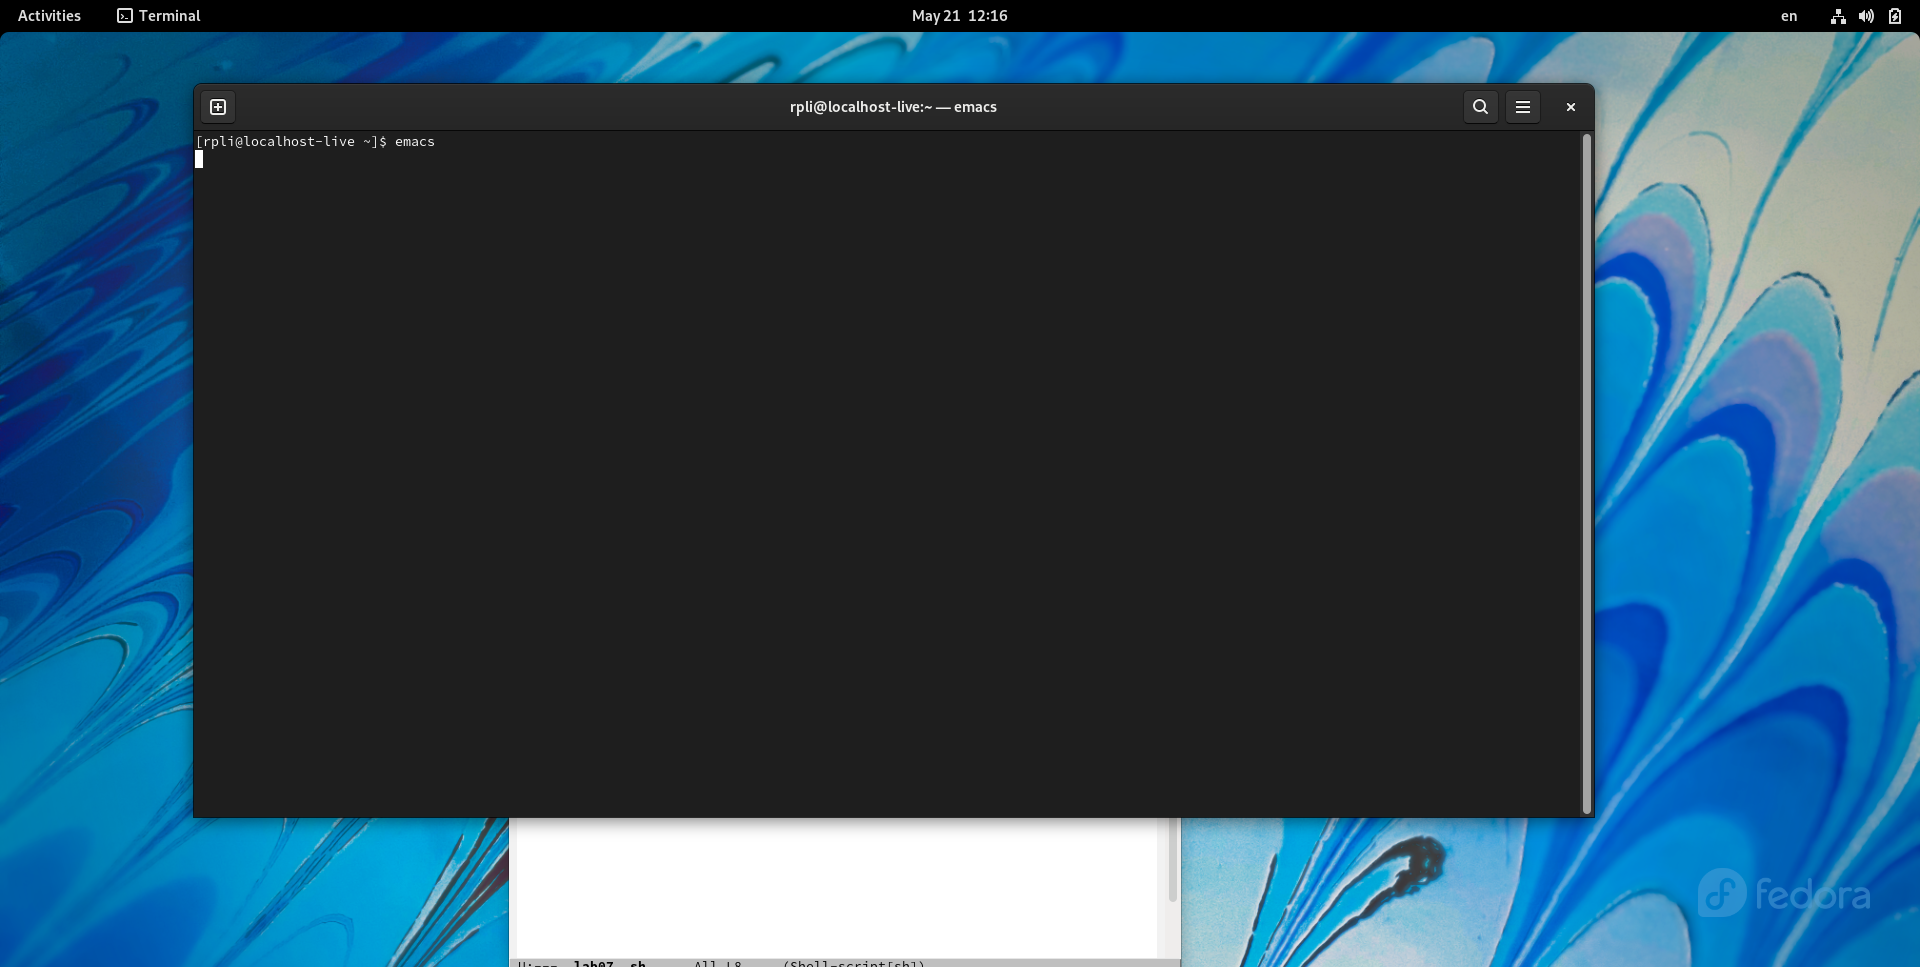 Activities Terminal May 21 12:16 en
rpli@localhost-live:~ — emacs
[rpli@localhost-live ~]$ emacs
U:--- lab07 .sh All L8 (Shell-script[sh])
fedora